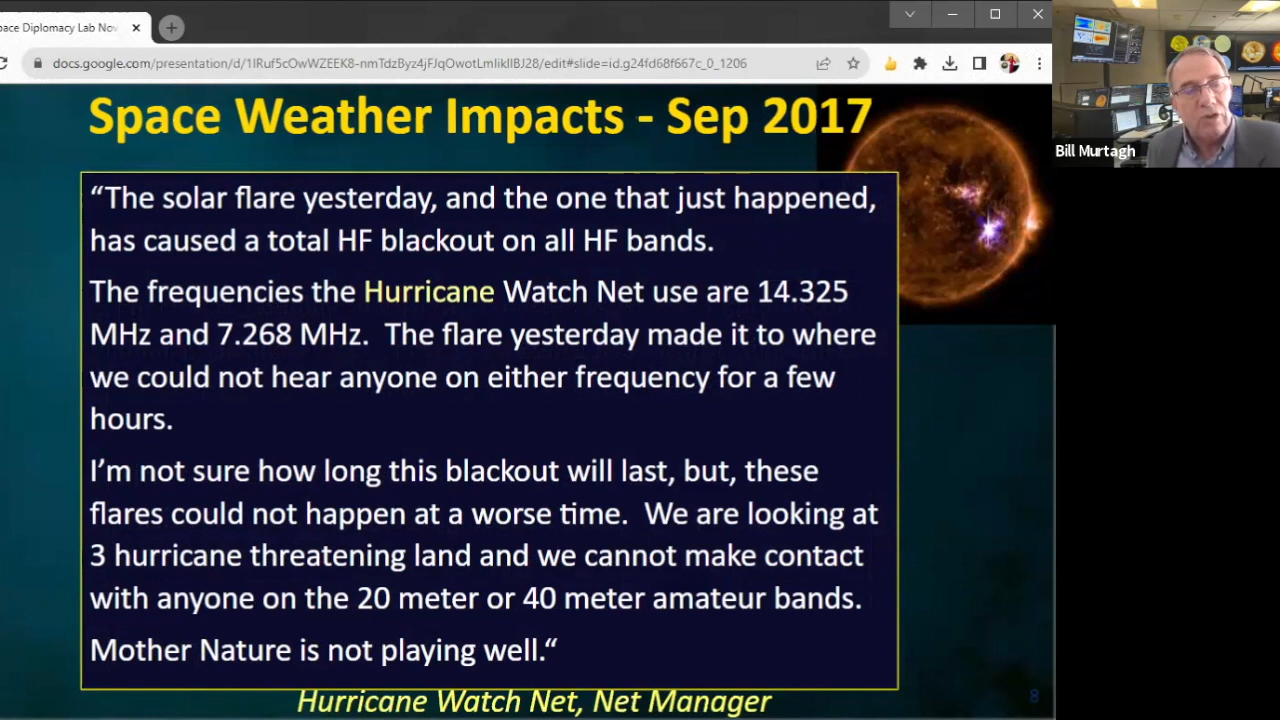 pace Diplomacy Lab Nov
docs.google.com/presentation/d/1IRuf5cOwWZEEK8-nmTdzByz4jFJqOwotLmliklIBJ28/edit#slide=id.g24fd68f667c_0_1206
Space Weather Impacts - Sep 2017
Bill Murtagh
“The solar flare yesterday, and the one that just happened,
has caused a total HF blackout on all HF bands.
The frequencies the Hurricane Watch Net use are 14.325
MHz and 7.268 MHz.  The flare yesterday made it to where
we could not hear anyone on either frequency for a few
hours.
I’m not sure how long this blackout will last, but, these
flares could not happen at a worse time.  We are looking at
3 hurricane threatening land and we cannot make contact
with anyone on the 20 meter or 40 meter amateur bands.
Mother Nature is not playing well.“
Hurricane Watch Net, Net Manager
8